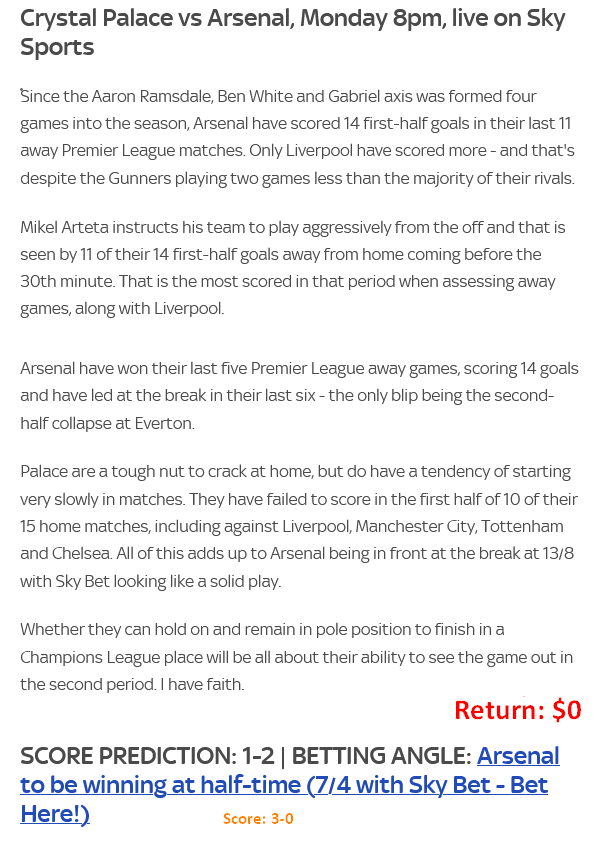 Crystal Palace vs Arsenal, Monday 8pm, live on Sky
Sports
Since the Aaron Ramsdale, Ben White and Gabriel axis was formed four
games into the season, Arsenal have scored 14 first-half goals in their last 11
away Premier League matches. Only Liverpool have scored more - and that's
despite the Gunners playing two games less than the majority of their rivals.
Mikel Arteta instructs his team to play aggressively from the off and that is
seen by 11 of their 14 first-half goals away from home coming before the
30th minute. That is the most scored in that period when assessing away
games, along with Liverpool.
Arsenal have won their last five Premier League away games, scoring 14 goals
and have led at the break in their last six - the only blip being the second-
half collapse at Everton.
Palace are a tough nut to crack at home, but do have a tendency of starting
very slowly in matches. They have failed to score in the first half of 10 of their
15 home matches, including against Liverpool, Manchester City, Tottenham
and Chelsea. All of this adds up to Arsenal being in front at the break at 13/8
with Sky Bet looking like a solid play.
Whether they can hold on and remain in pole position to finish in a
Champions League place will be all about their ability to see the game out in
the second period. I have faith.
Return: $0
SCORE PREDICTION: 1-2 | BETTING ANGLE: Arsenal
to be winning at half-time (7/4 with Sky Bet - Bet
Here!)
Score: 3-0